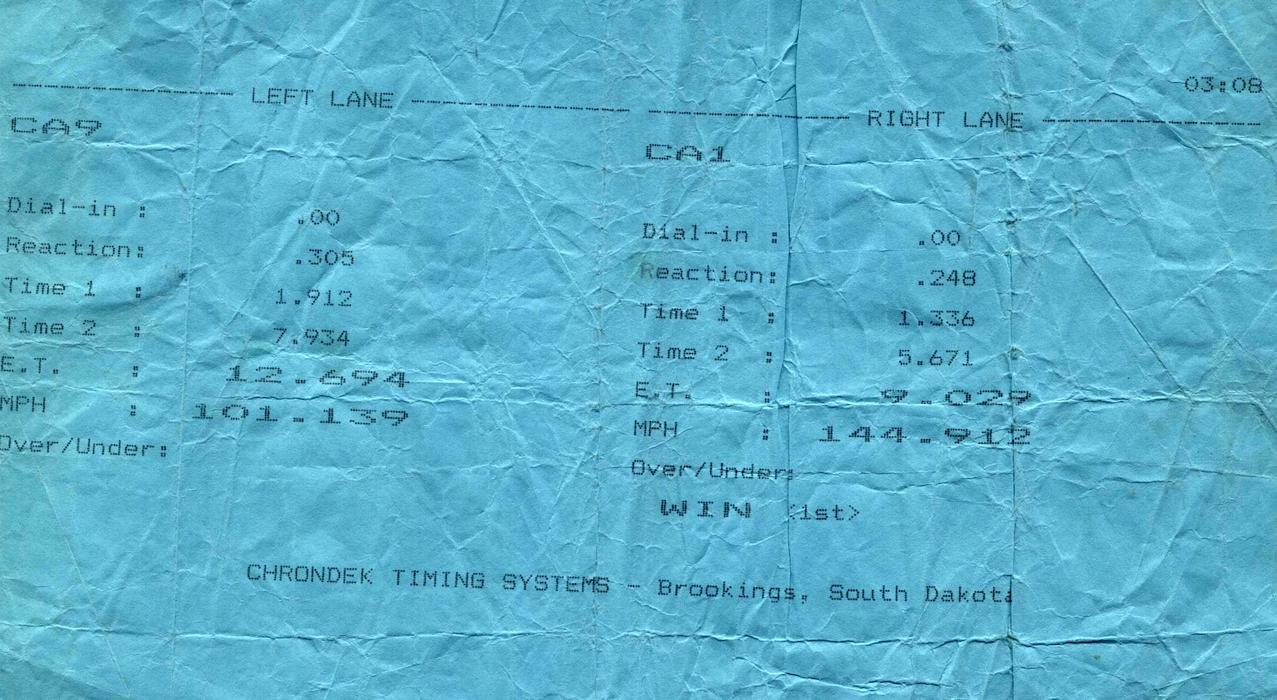 03:08
LEFT LANE
CA9
Dial-in : .00
Reaction: .305
Time 1 : 1.912
Time 2 : 7.934
E.T. : 12.694
MPH : 101.139
Over/Under:
RIGHT LANE
CA1
Dial-in : .00
Reaction: .248
Time 1 : 1.336
Time 2 : 5.671
E.T. : 9.029
MPH : 144.912
Over/Under:
WIN <1st>
CHRONDEK TIMING SYSTEMS - Brookings, South Dakota